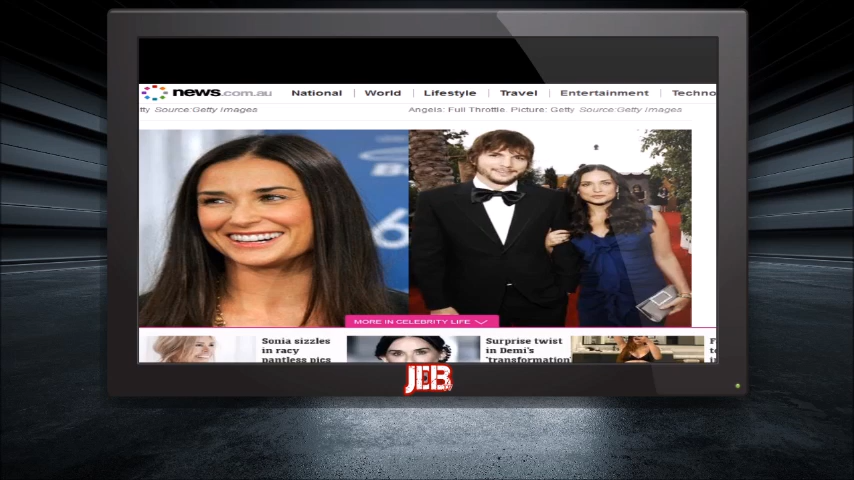 news.com.au National | World | Lifestyle | Travel | Entertainment | Techno
tty Source:Getty Images
Angels: Full Throttle. Picture: Getty Source:Getty Images
MORE IN CELEBRITY LIFE
Sonia sizzles
in racy
pantless pics
Surprise twist
in Demi's
'transformation'
JEB